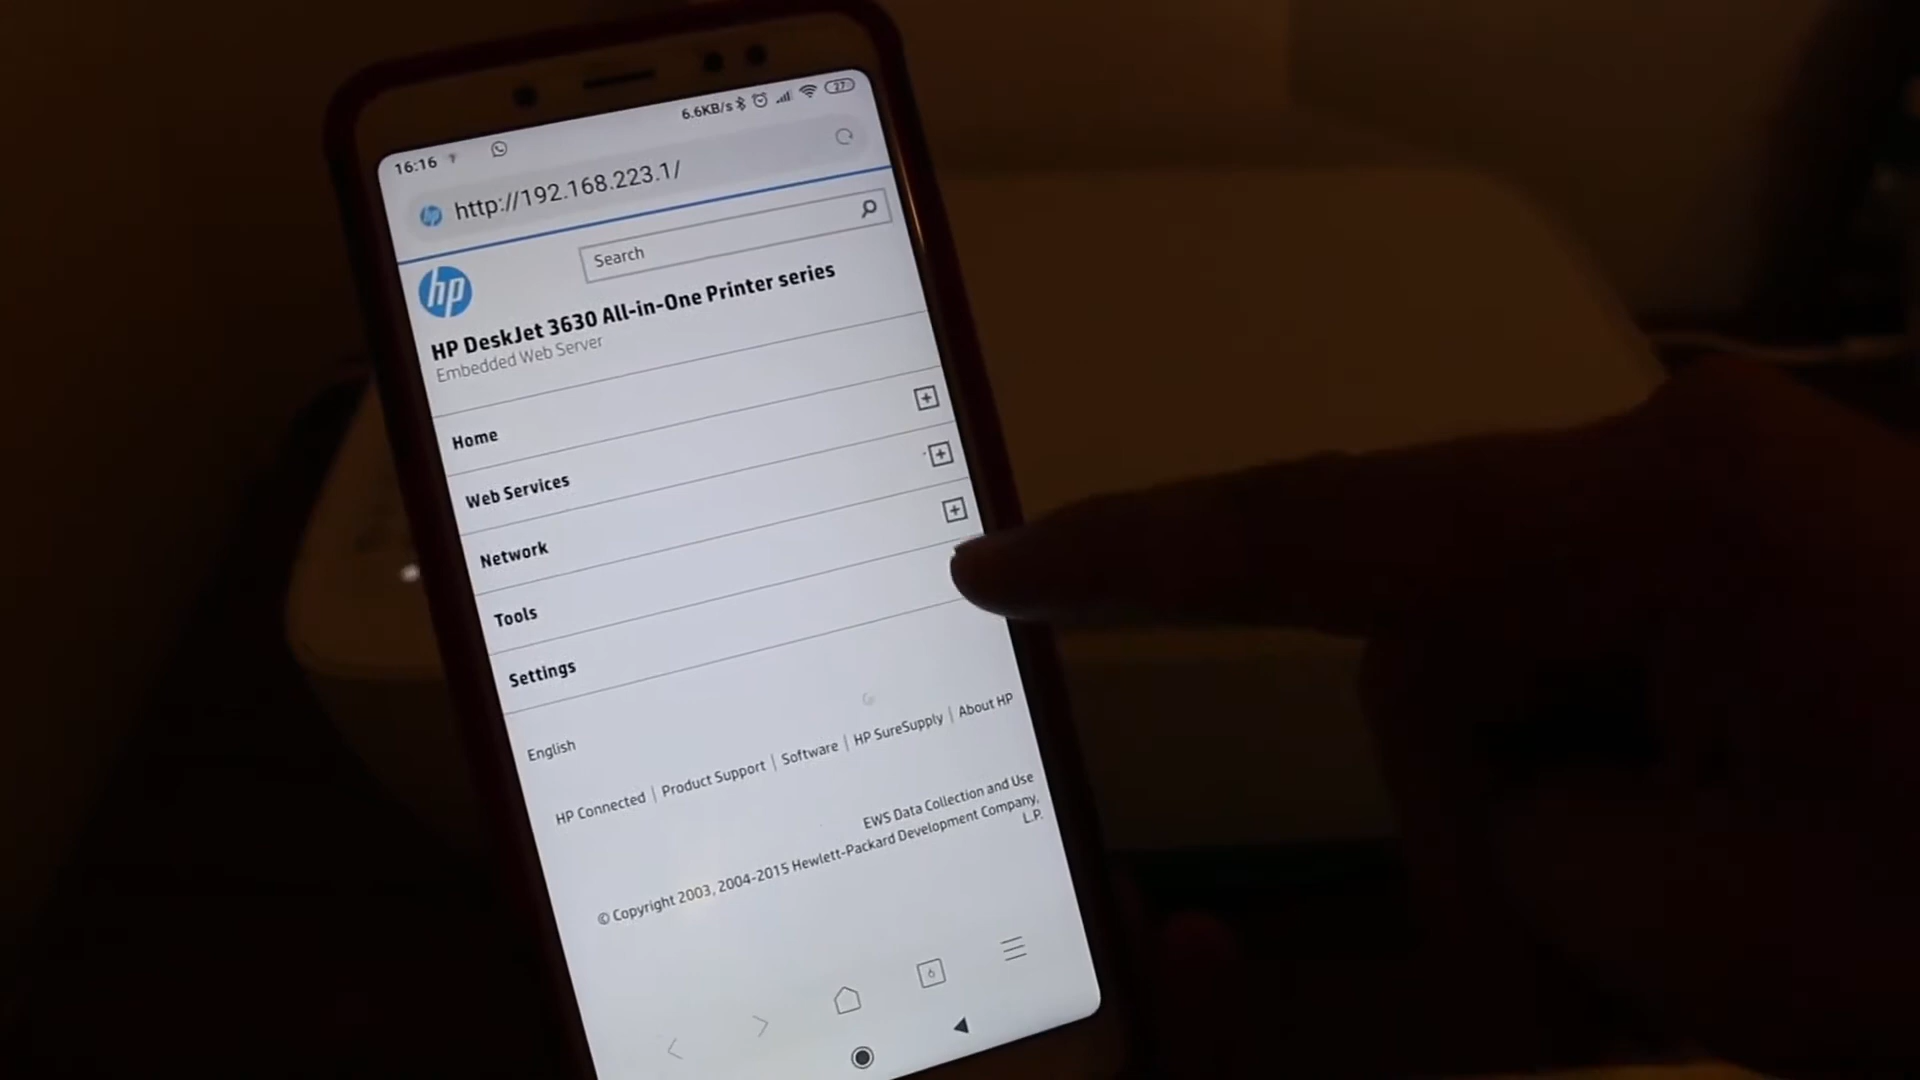 6.6KB/s 27
16:16
http://192.168.223.1/
Search
hp
HP DeskJet 3630 All-in-One Printer series
Embedded Web Server
Home
Web Services
Network
Tools
Settings
English
HP Connected | Product Support | Software | HP SureSupply | About HP
EWS Data Collection and Use
© Copyright 2003, 2004-2015 Hewlett-Packard Development Company,
L.P.
6